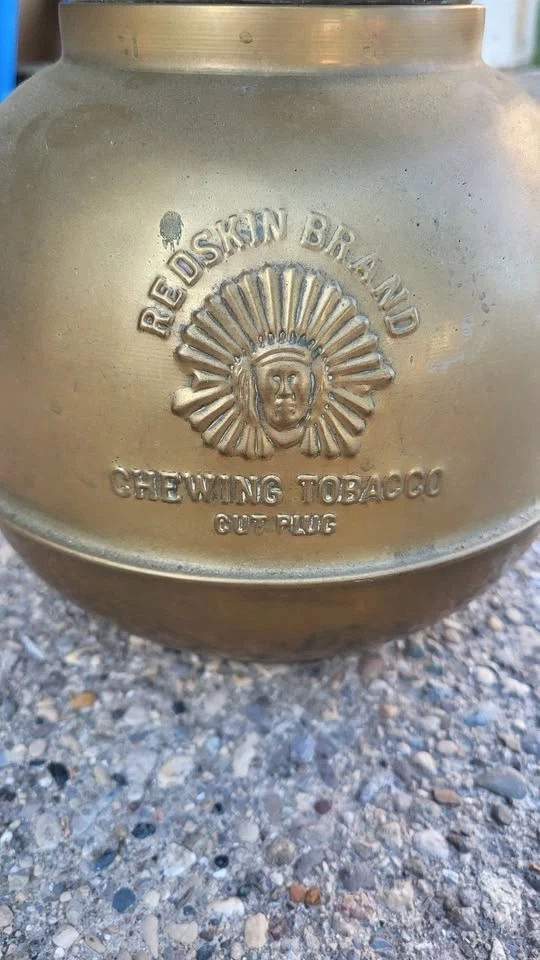 REDSKIN BRAND
CHEWING TOBACCO
CUT PLUG